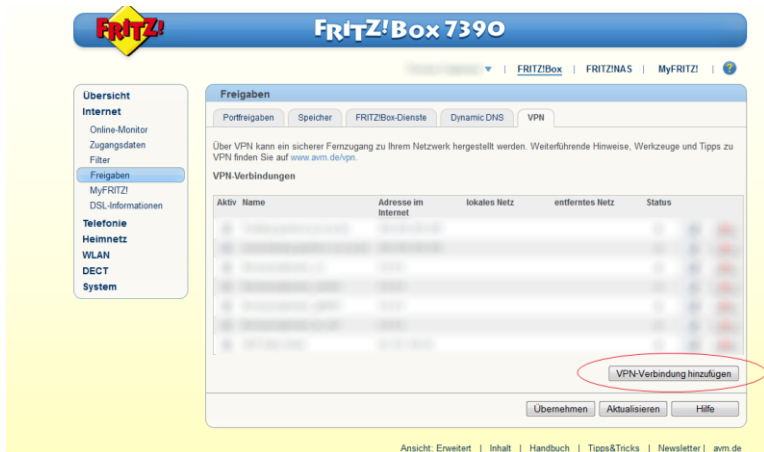 FRITZ!
FRITZ!Box 7390
FRITZ!Box | FRITZ!NAS | MyFRITZ! | ?
Übersicht
Internet
Online-Monitor
Zugangsdaten
Filter
Freigaben
MyFRITZ!
DSL-Informationen
Telefonie
Heimnetz
WLAN
DECT
System
Freigaben
Portfreigaben Speicher FRITZ!Box-Dienste Dynamic DNS VPN
Über VPN kann ein sicherer Fernzugang zu Ihrem Netzwerk hergestellt werden. Weiterführende Hinweise, Werkzeuge und Tipps zu
VPN finden Sie auf www.avm.de/vpn.
VPN-Verbindungen
Aktiv Name Adresse im lokales Netz entferntes Netz Status
Internet
VPN-Verbindung hinzufügen
Übernehmen Aktualisieren Hilfe
Ansicht: Erweitert | Inhalt | Handbuch | Tipps&Tricks | Newsletter | avm.de